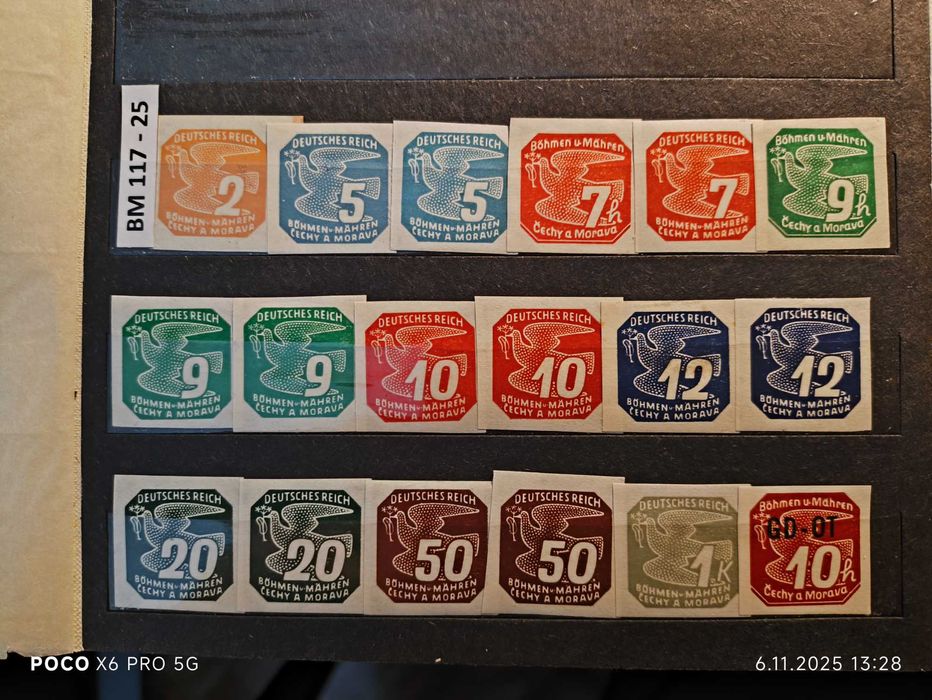 BM 117 - 25
DEUTSCHES REICH
2
BÖHMEN u. MÄHREN
ČECHY A MORAVA
DEUTSCHES REICH
5
BÖHMEN u. MÄHREN
ČECHY A MORAVA
DEUTSCHES REICH
5
BÖHMEN u. MÄHREN
ČECHY A MORAVA
Böhmen u. Mähren
7h
Čechy a Morava
DEUTSCHES REICH
7
BÖHMEN u. MÄHREN
ČECHY A MORAVA
Böhmen u. Mähren
9h
Čechy a Morava
DEUTSCHES REICH
9
BÖHMEN u. MÄHREN
ČECHY A MORAVA
DEUTSCHES REICH
9
BÖHMEN u. MÄHREN
ČECHY A MORAVA
DEUTSCHES REICH
10
BÖHMEN u. MÄHREN
ČECHY A MORAVA
DEUTSCHES REICH
10
BÖHMEN u. MÄHREN
ČECHY A MORAVA
DEUTSCHES REICH
12
BÖHMEN u. MÄHREN
ČECHY A MORAVA
DEUTSCHES REICH
12
BÖHMEN u. MÄHREN
ČECHY A MORAVA
DEUTSCHES REICH
20
BÖHMEN u. MÄHREN
ČECHY A MORAVA
DEUTSCHES REICH
20
BÖHMEN u. MÄHREN
ČECHY A MORAVA
DEUTSCHES REICH
50
BÖHMEN u. MÄHREN
ČECHY A MORAVA
DEUTSCHES REICH
50
BÖHMEN u. MÄHREN
ČECHY A MORAVA
DEUTSCHES REICH
1K
BÖHMEN u. MÄHREN
ČECHY A MORAVA
Böhmen u. Mähren
GD-OT
10h
Čechy a Morava
POCO X6 PRO 5G
6.11.2025 13:28